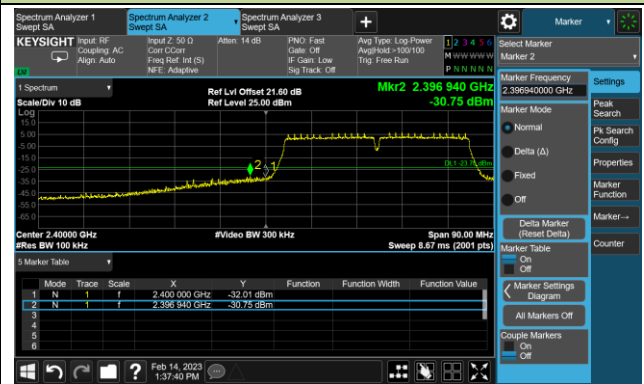 Spectrum Analyzer 1
Swept SA
Spectrum Analyzer 2
Swept SA
Spectrum Analyzer 3
Swept SA
Marker
KEYSIGHT
Input: RF
Coupling: AC
Align: Auto
Input Z: 50 Ω
Corr CCorr
Freq Ref: Int (S)
NFE: Adaptive
Atten: 14 dB
PNO: Fast
Gate: Off
IF Gain: Low
Sig Track: Off
Avg Type: Log-Power
Avg|Hold:>100/100
Trig: Free Run
1 2 3 4 5 6
M W W W W W
P N N N N N
LXI
Select Marker
Marker 2
1 Spectrum
Scale/Div 10 dB
Log
Ref Lvl Offset 21.60 dB
Ref Level 25.00 dBm
Mkr2 2.396 940 GHz
-30.75 dBm
15.0
5.00
-5.00
-15.0
-25.0
-35.0
-45.0
-55.0
-65.0
2
1
Center 2.40000 GHz
#Res BW 100 kHz
#Video BW 300 kHz
Span 90.00 MHz
Sweep 8.67 ms (2001 pts)
5 Marker Table
Mode Trace Scale X Y Function Function Width Function Value
1 N 1 f 2.400 000 GHz -32.01 dBm
2 N 1 f 2.396 940 GHz -30.75 dBm
3
4
5
6
Marker Frequency
2.396940000 GHz
Marker Mode
Normal
Delta (Δ)
Fixed
Off
Delta Marker
(Reset Delta)
Marker Table
On
Off
Marker Settings
Diagram
All Markers Off
Couple Markers
On
Off
Settings
Peak
Search
Pk Search
Config
Properties
Marker
Function
Marker→
Counter
?
Feb 14, 2023
1:37:40 PM